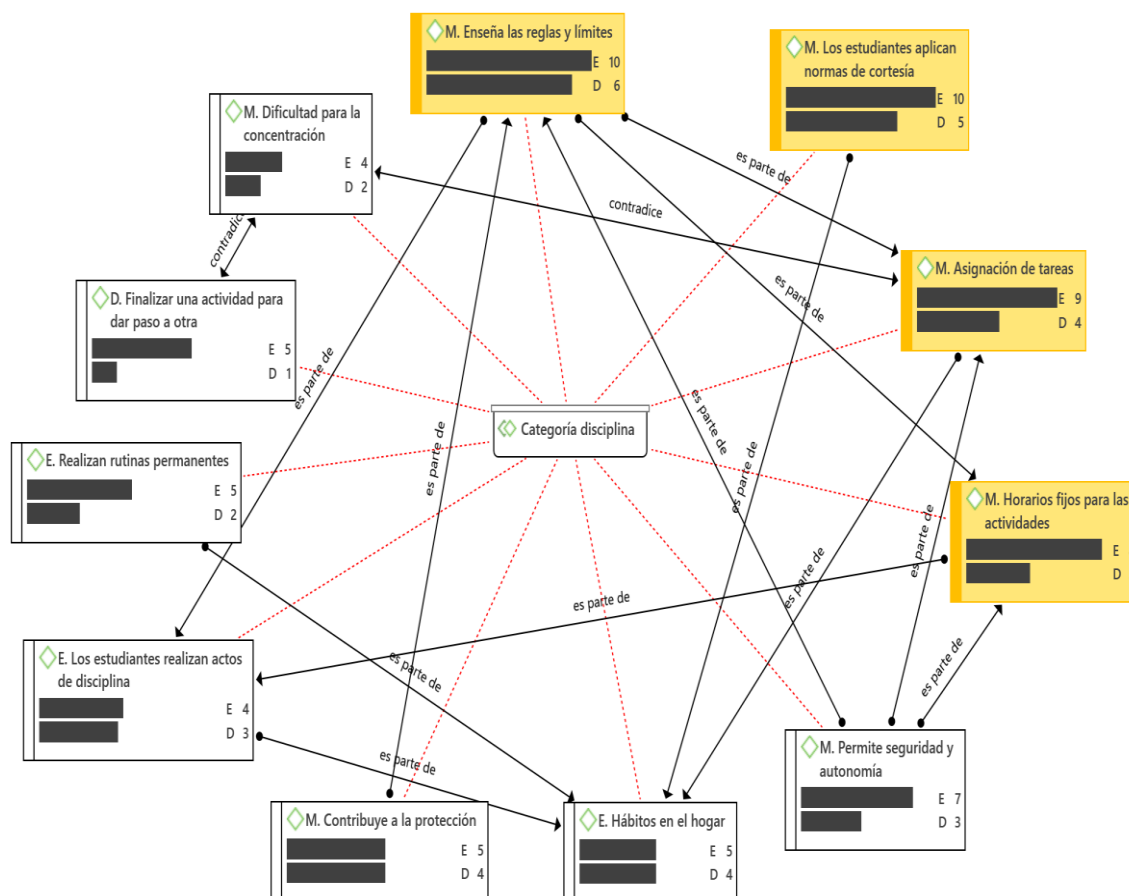 M. Enseña las reglas y límites
E 10
D 6
M. Los estudiantes aplican
normas de cortesía
E 10
D 5
M. Dificultad para la
concentración
E 4
D 2
es parte de
contradice
contradice
M. Asignación de tareas
E 9
D 4
D. Finalizar una actividad para
dar paso a otra
E 5
D 1
es parte de
es parte de
Categoría disciplina
es parte de
es parte de
es parte de
E. Realizan rutinas permanentes
E 5
D 2
M. Horarios fijos para las
actividades
E
D
es parte de
es parte de
es parte de
E. Los estudiantes realizan actos
de disciplina
E 4
D 3
es parte de
es parte de
es parte de
M. Permite seguridad y
autonomía
E 7
D 3
M. Contribuye a la protección
E 5
D 4
E. Hábitos en el hogar
E 5
D 4